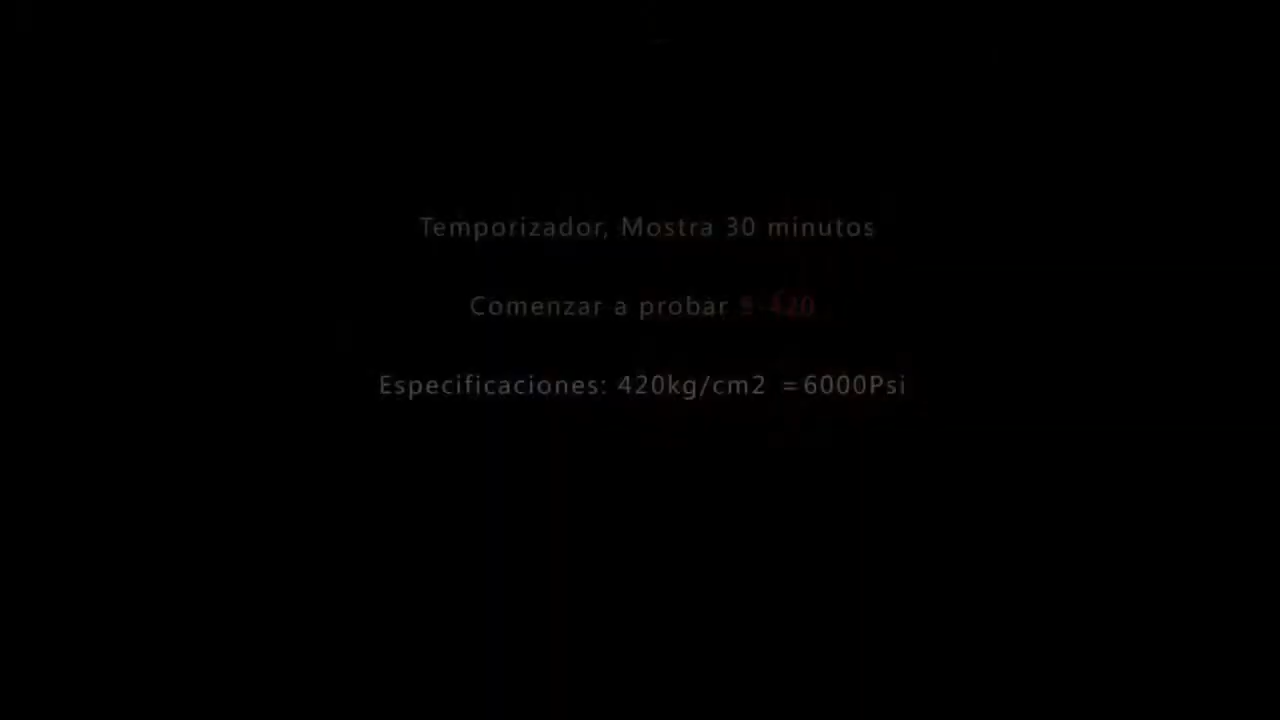 Temporizador, Mostra 30 minutos
Comenzar a probar
Especificaciones: 420kg/cm2 =6000Psi